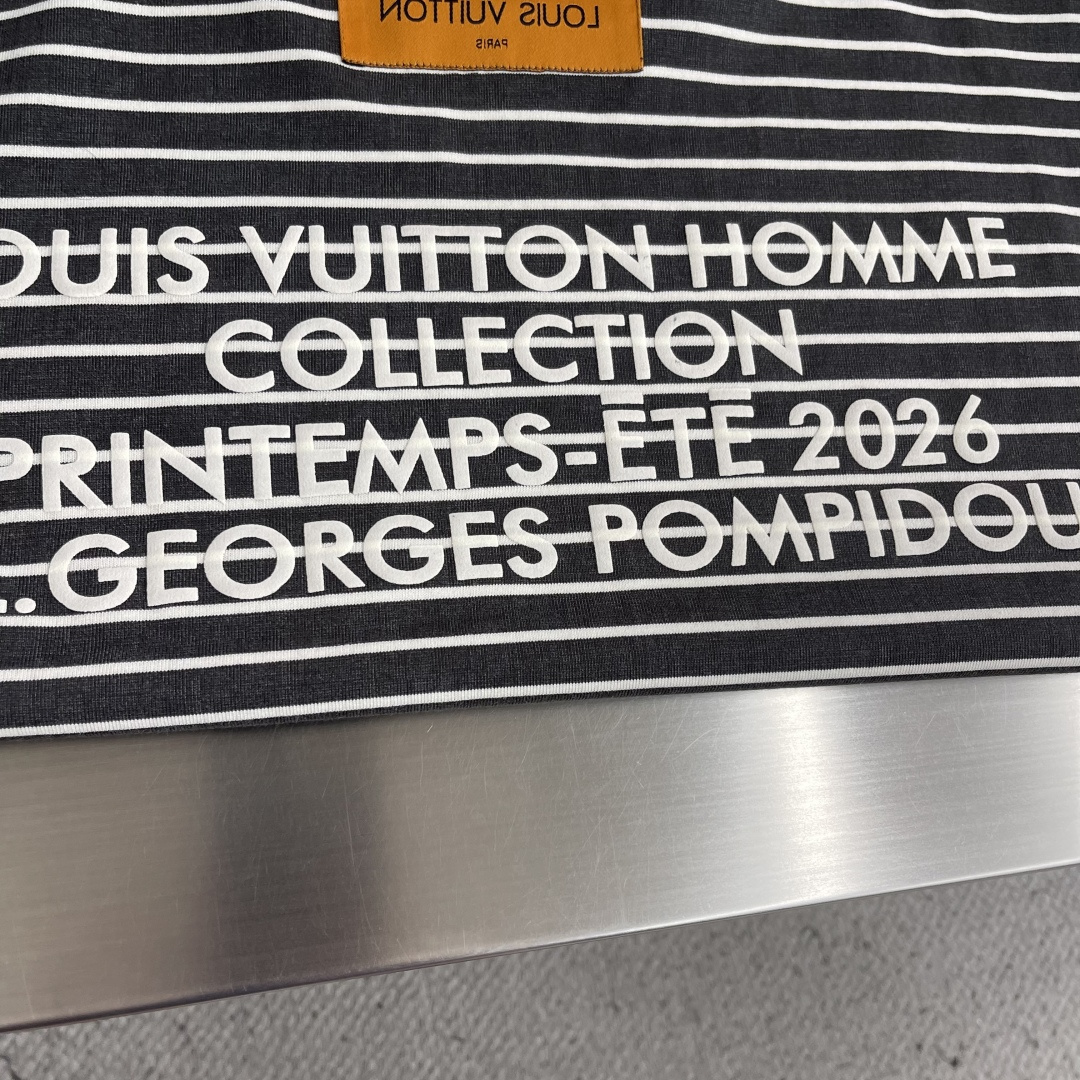 LOUIS VUITTON
PARIS
OUIS VUITTON HOMME
COLLECTION
PRINTEMPS-ÉTÉ 2026
. GEORGES POMPIDOU